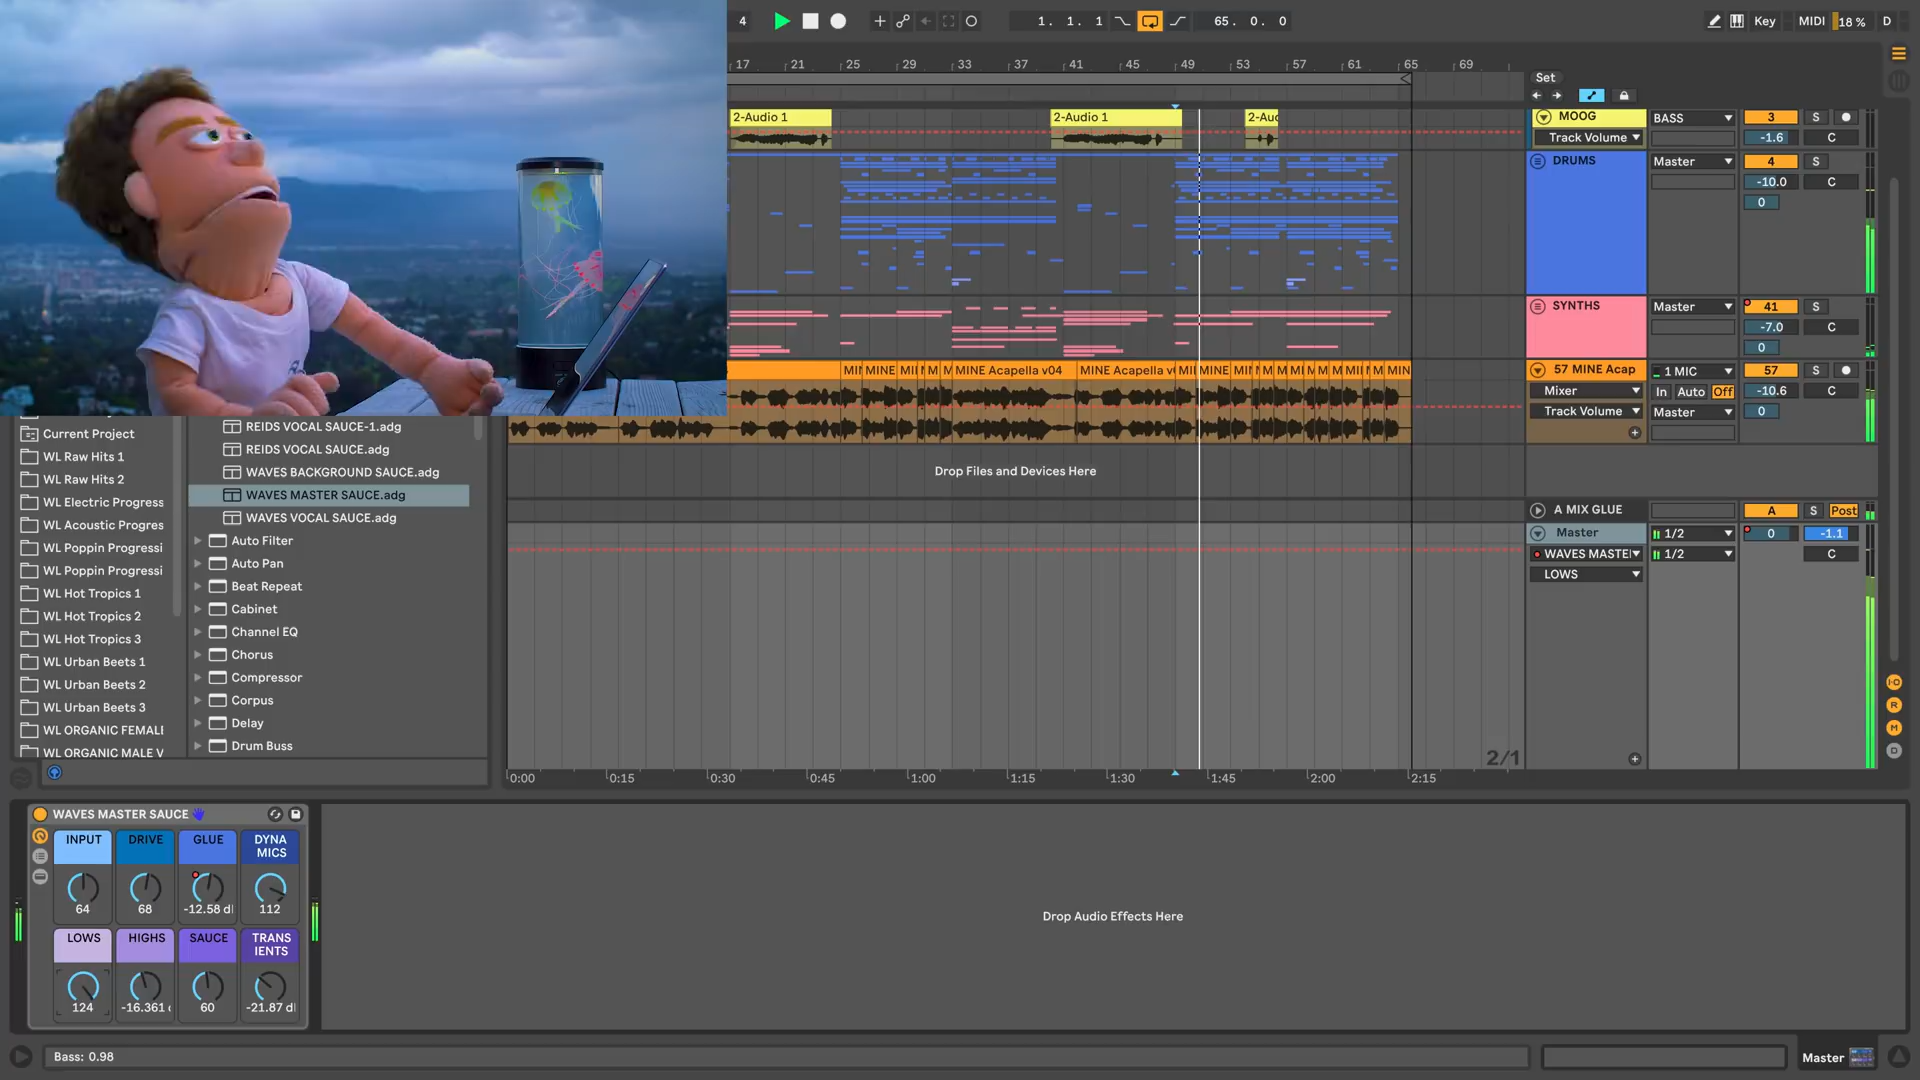 4
1. 1. 1
65. 0. 0
Key
MIDI
18 %
D
17 21 25 29 33 37 41 45 49 53 57 61 65 69
Set
2-Audio 1
2-Audio 1
2-Aud
MOOG
BASS
3
S
Track Volume
-1.6
C
DRUMS
Master
4
S
-10.0
C
0
SYNTHS
Master
41
S
-7.0
C
0
MINE Acapella v04
57 MINE Acap
1 MIC
57
S
Mixer
In Auto Off
-10.6
C
Track Volume
Master
0
Drop Files and Devices Here
A MIX GLUE
A
S
Post
Master
1/2
0
-1.1
WAVES MASTE
1/2
C
LOWS
2/1
0:00 0:15 0:30 0:45 1:00 1:15 1:30 1:45 2:00 2:15
Current Project
WL Raw Hits 1
WL Raw Hits 2
WL Electric Progress
WL Acoustic Progres
WL Poppin Progressi
WL Poppin Progressi
WL Hot Tropics 1
WL Hot Tropics 2
WL Hot Tropics 3
WL Urban Beets 1
WL Urban Beets 2
WL Urban Beets 3
WL ORGANIC FEMAL
WL ORGANIC MALE V
REIDS VOCAL SAUCE-1.adg
REIDS VOCAL SAUCE.adg
WAVES BACKGROUND SAUCE.adg
WAVES MASTER SAUCE.adg
WAVES VOCAL SAUCE.adg
Auto Filter
Auto Pan
Beat Repeat
Cabinet
Channel EQ
Chorus
Compressor
Corpus
Delay
Drum Buss
WAVES MASTER SAUCE
INPUT DRIVE GLUE DYNA
MICS
64 68 -12.58 d 112
LOWS HIGHS SAUCE TRANS
IENTS
124 -16.361 60 -21.87 d
Drop Audio Effects Here
Bass: 0.98
Master